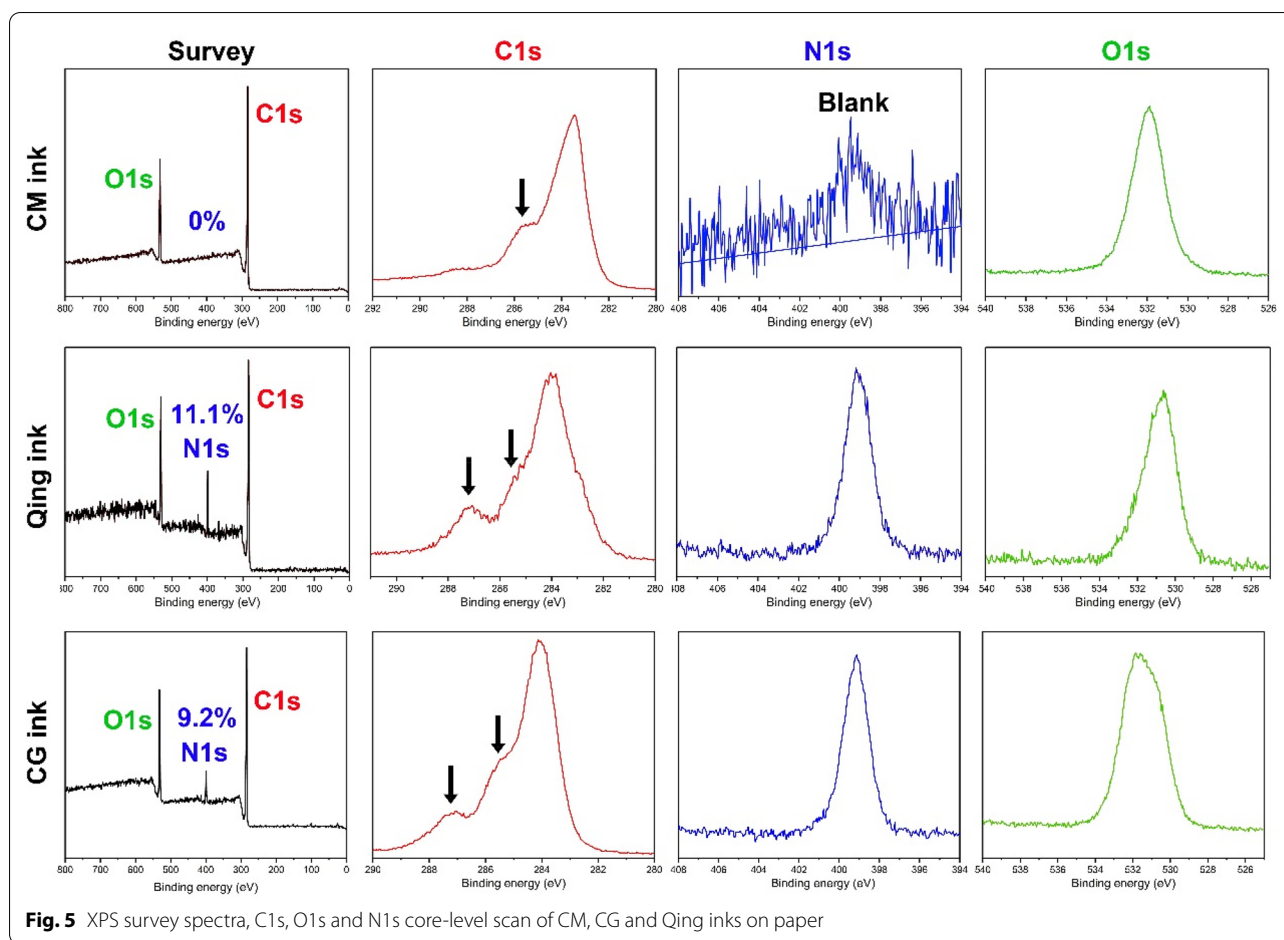 Survey
C1s
N1s
O1s
CM ink
O1s
0%
C1s
Blank
800 700 600 500 400 300 200 100 0
Binding energy (eV)
292 290 288 286 284 282 280
Binding energy (eV)
408 406 404 402 400 398 396 394
Binding energy (eV)
540 538 536 534 532 530 528 526
Binding energy (eV)
Qing ink
O1s
11.1%
N1s
C1s
800 700 600 500 400 300 200 100 0
Binding energy (eV)
290 288 286 284 282 280
Binding energy (eV)
408 406 404 402 400 398 396 394
Binding energy (eV)
540 538 536 534 532 530 528 526
Binding energy (eV)
CG ink
O1s
9.2%
N1s
C1s
800 700 600 500 400 300 200 100 0
Binding energy (eV)
290 288 286 284 282 280
Binding energy (eV)
408 406 404 402 400 398 396 394
Binding energy (eV)
540 538 536 534 532 530 528 526
Binding energy (eV)
Fig. 5 XPS survey spectra, C1s, O1s and N1s core-level scan of CM, CG and Qing inks on paper